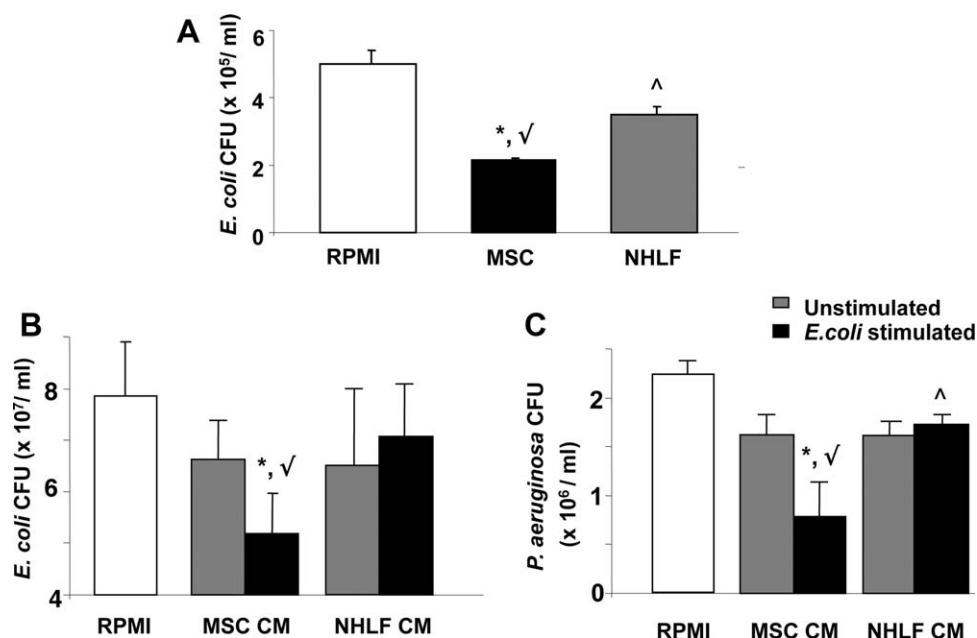 A
E. coli CFU (x 10⁵/ ml)
6
4
2
0
*, √
^
RPMI MSC NHLF
B
E. coli CFU (x 10⁷/ ml)
8
6
4
*, √
RPMI MSC CM NHLF CM
Unstimulated
E.coli stimulated
C
P. aeruginosa CFU
(x 10⁶ / ml)
2
1
0
*, √
^
RPMI MSC CM NHLF CM